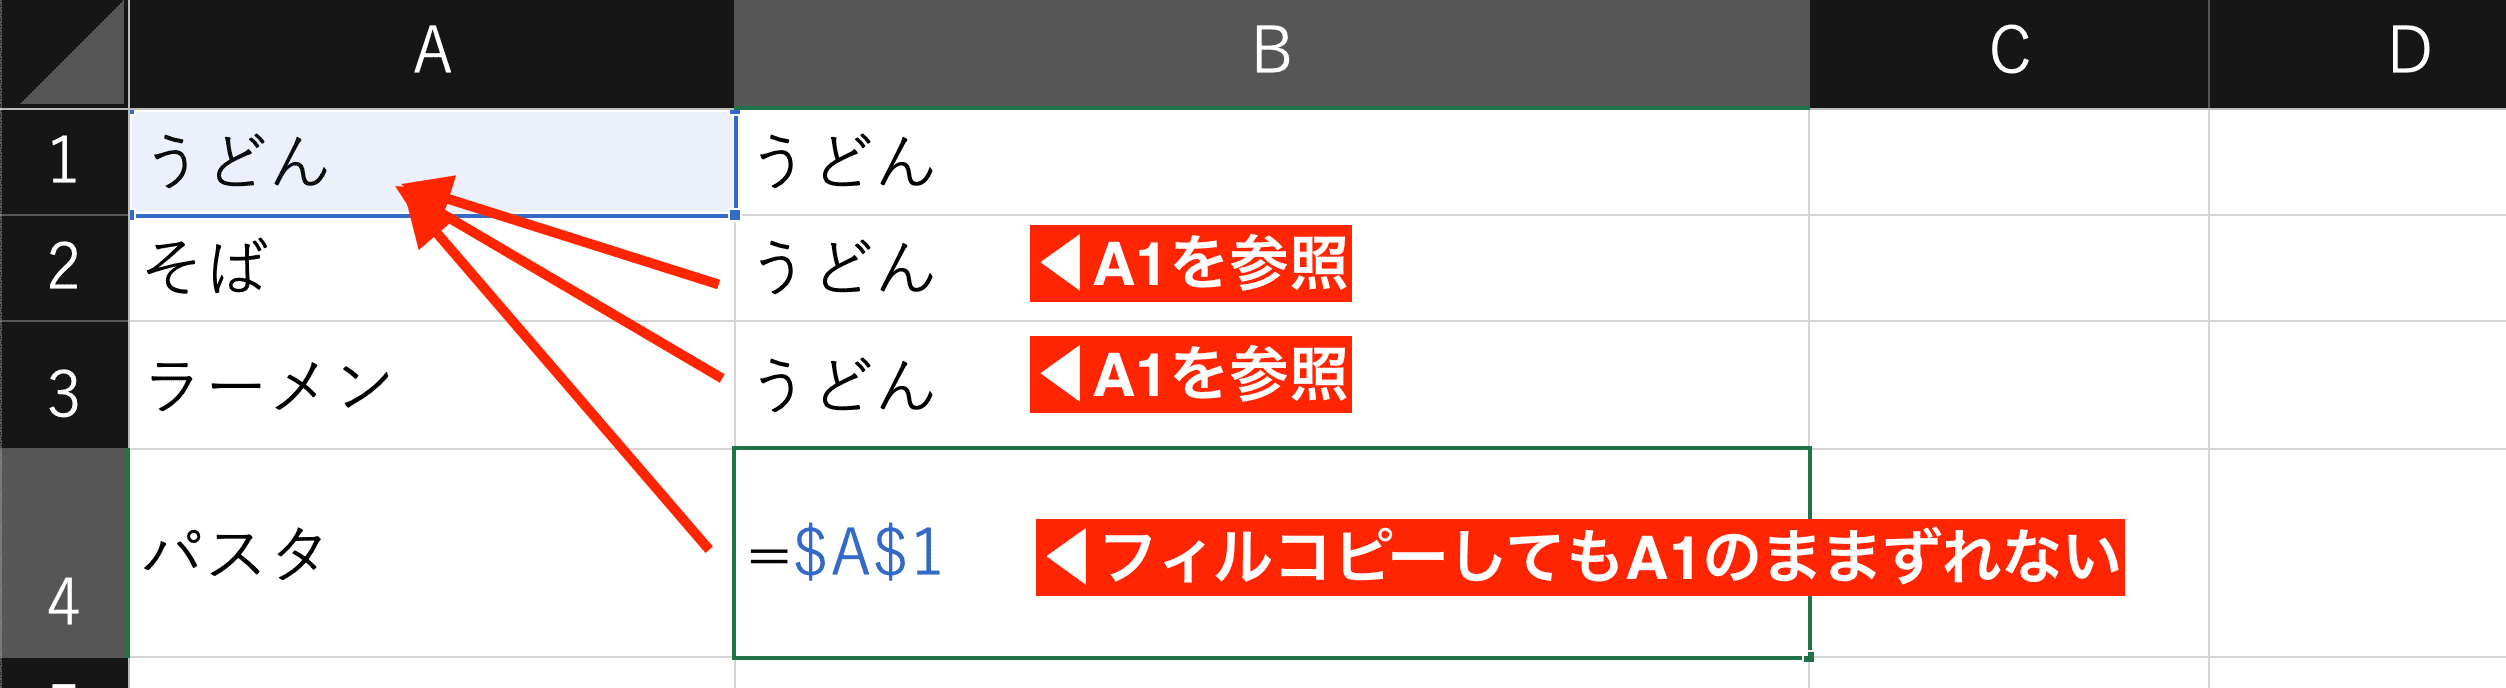 A B C D
1 うどん うどん
2 そば うどん ◀A1を参照
3 ラーメン うどん ◀A1を参照
4 パスタ =$A$1 ◀フィルコピーしてもA1のままずれない